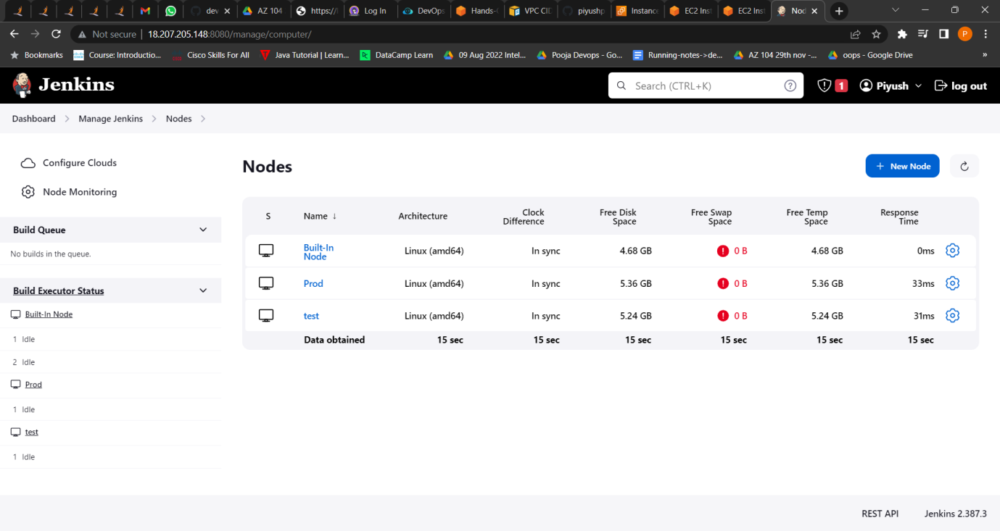 dev
AZ 104
https://
Log In
DevOps
Hands-
VPC CID
piyushp
Instance
EC2 Inst
EC2 Inst
Nod
Not secure | 18.207.205.148:8080/manage/computer/
P
Bookmarks
Course: Introductio...
Cisco Skills For All
Java Tutorial | Learn...
DataCamp Learn
09 Aug 2022 Intel...
Pooja Devops - Go...
Running-notes->de...
AZ 104 29th nov -...
oops - Google Drive
»
Jenkins
Search (CTRL+K)
1
Piyush
log out
Dashboard
Manage Jenkins
Nodes
Configure Clouds
Node Monitoring
Build Queue
No builds in the queue.
Build Executor Status
Built-In Node
1 Idle
2 Idle
Prod
1 Idle
test
1 Idle
Nodes
+ New Node
S Name ↓ Architecture Clock Difference Free Disk Space Free Swap Space Free Temp Space Response Time
Built-In Node Linux (amd64) In sync 4.68 GB 0 B 4.68 GB 0ms
Prod Linux (amd64) In sync 5.36 GB 0 B 5.36 GB 33ms
test Linux (amd64) In sync 5.24 GB 0 B 5.24 GB 31ms
Data obtained 15 sec 15 sec 15 sec 15 sec 15 sec 15 sec
REST API
Jenkins 2.387.3